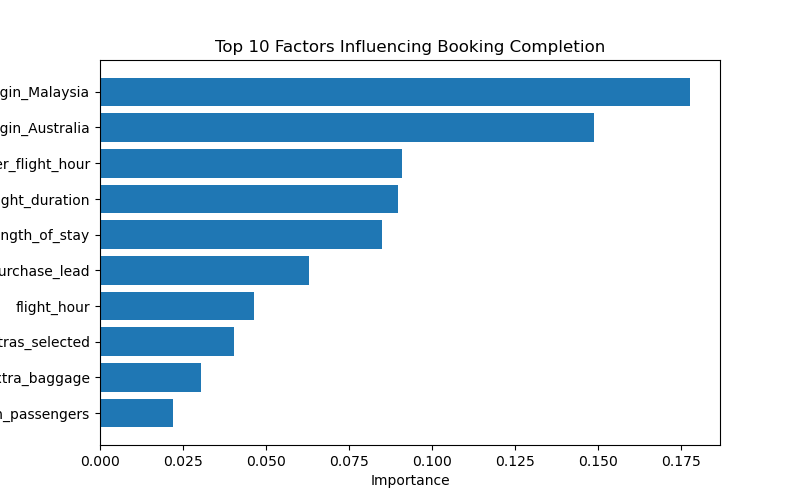 Top 10 Factors Influencing Booking Completion
gin_Malaysia
gin_Australia
er_flight_hour
ght_duration
ngth_of_stay
urchase_lead
flight_hour
tras_selected
xtra_baggage
_passengers
0.000 0.025 0.050 0.075 0.100 0.125 0.150 0.175
Importance